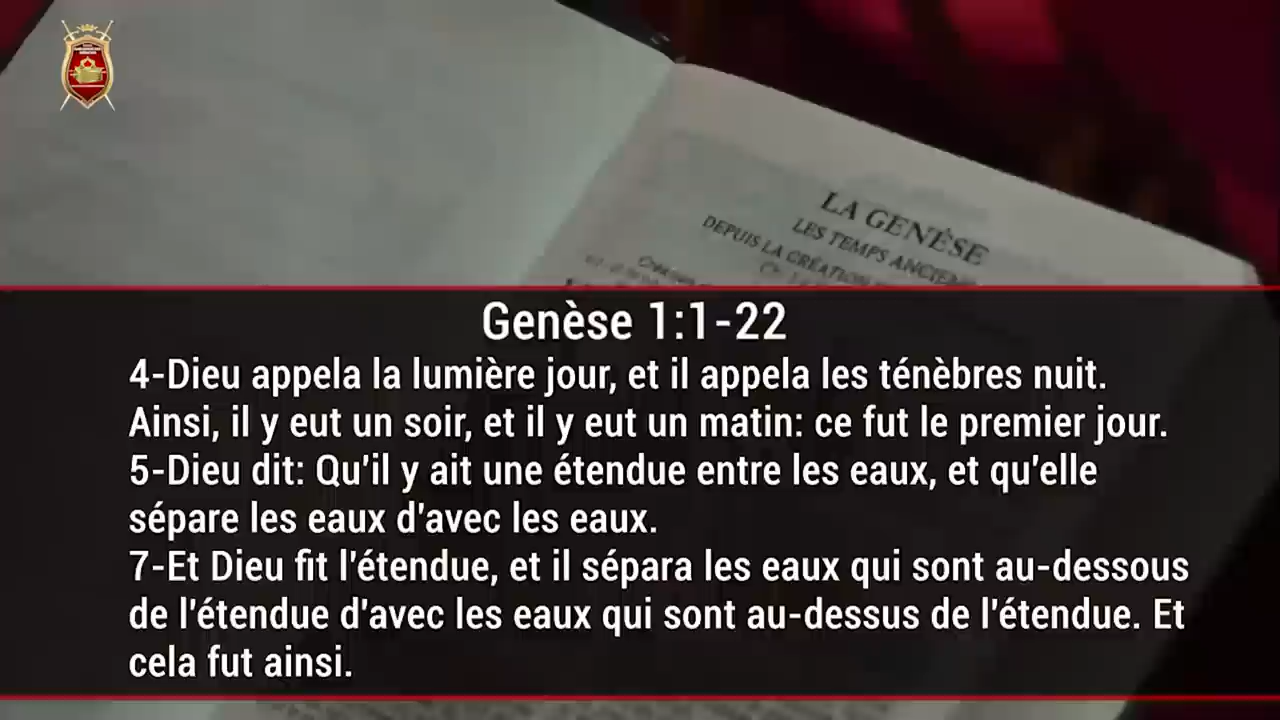 LA GENÈSE
LES TEMPS ANCIENS
DEPUIS LA CRÉATION
Genèse 1:1-22
4-Dieu appela la lumière jour, et il appela les ténèbres nuit.
Ainsi, il y eut un soir, et il y eut un matin: ce fut le premier jour.
5-Dieu dit: Qu'il y ait une étendue entre les eaux, et qu'elle
sépare les eaux d'avec les eaux.
7-Et Dieu fit l'étendue, et il sépara les eaux qui sont au-dessous
de l'étendue d'avec les eaux qui sont au-dessus de l'étendue. Et
cela fut ainsi.